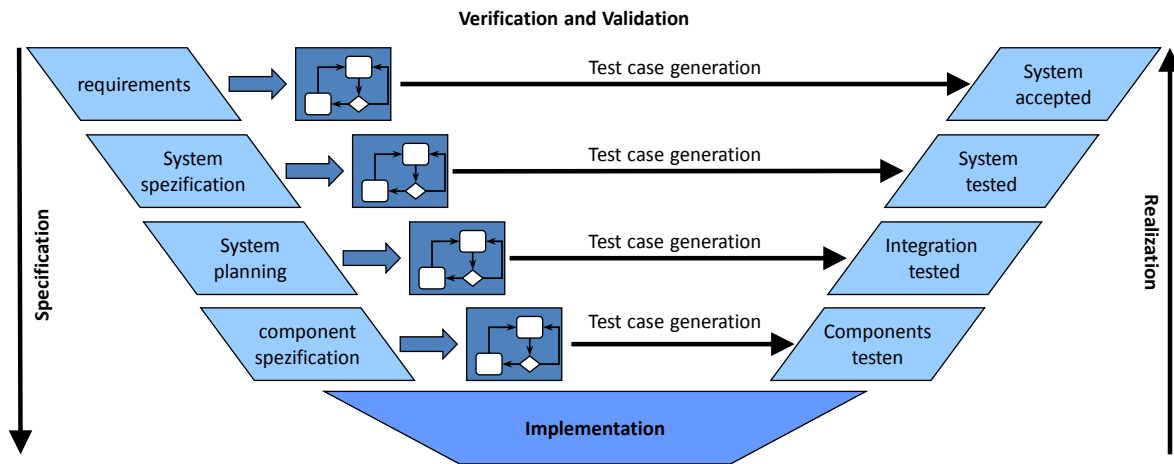 Verification and Validation
requirements
Test case generation
System
accepted
System
spezification
Test case generation
System
tested
System
planning
Test case generation
Integration
tested
component
spezification
Test case generation
Components
testen
Implementation
Specification
Realization